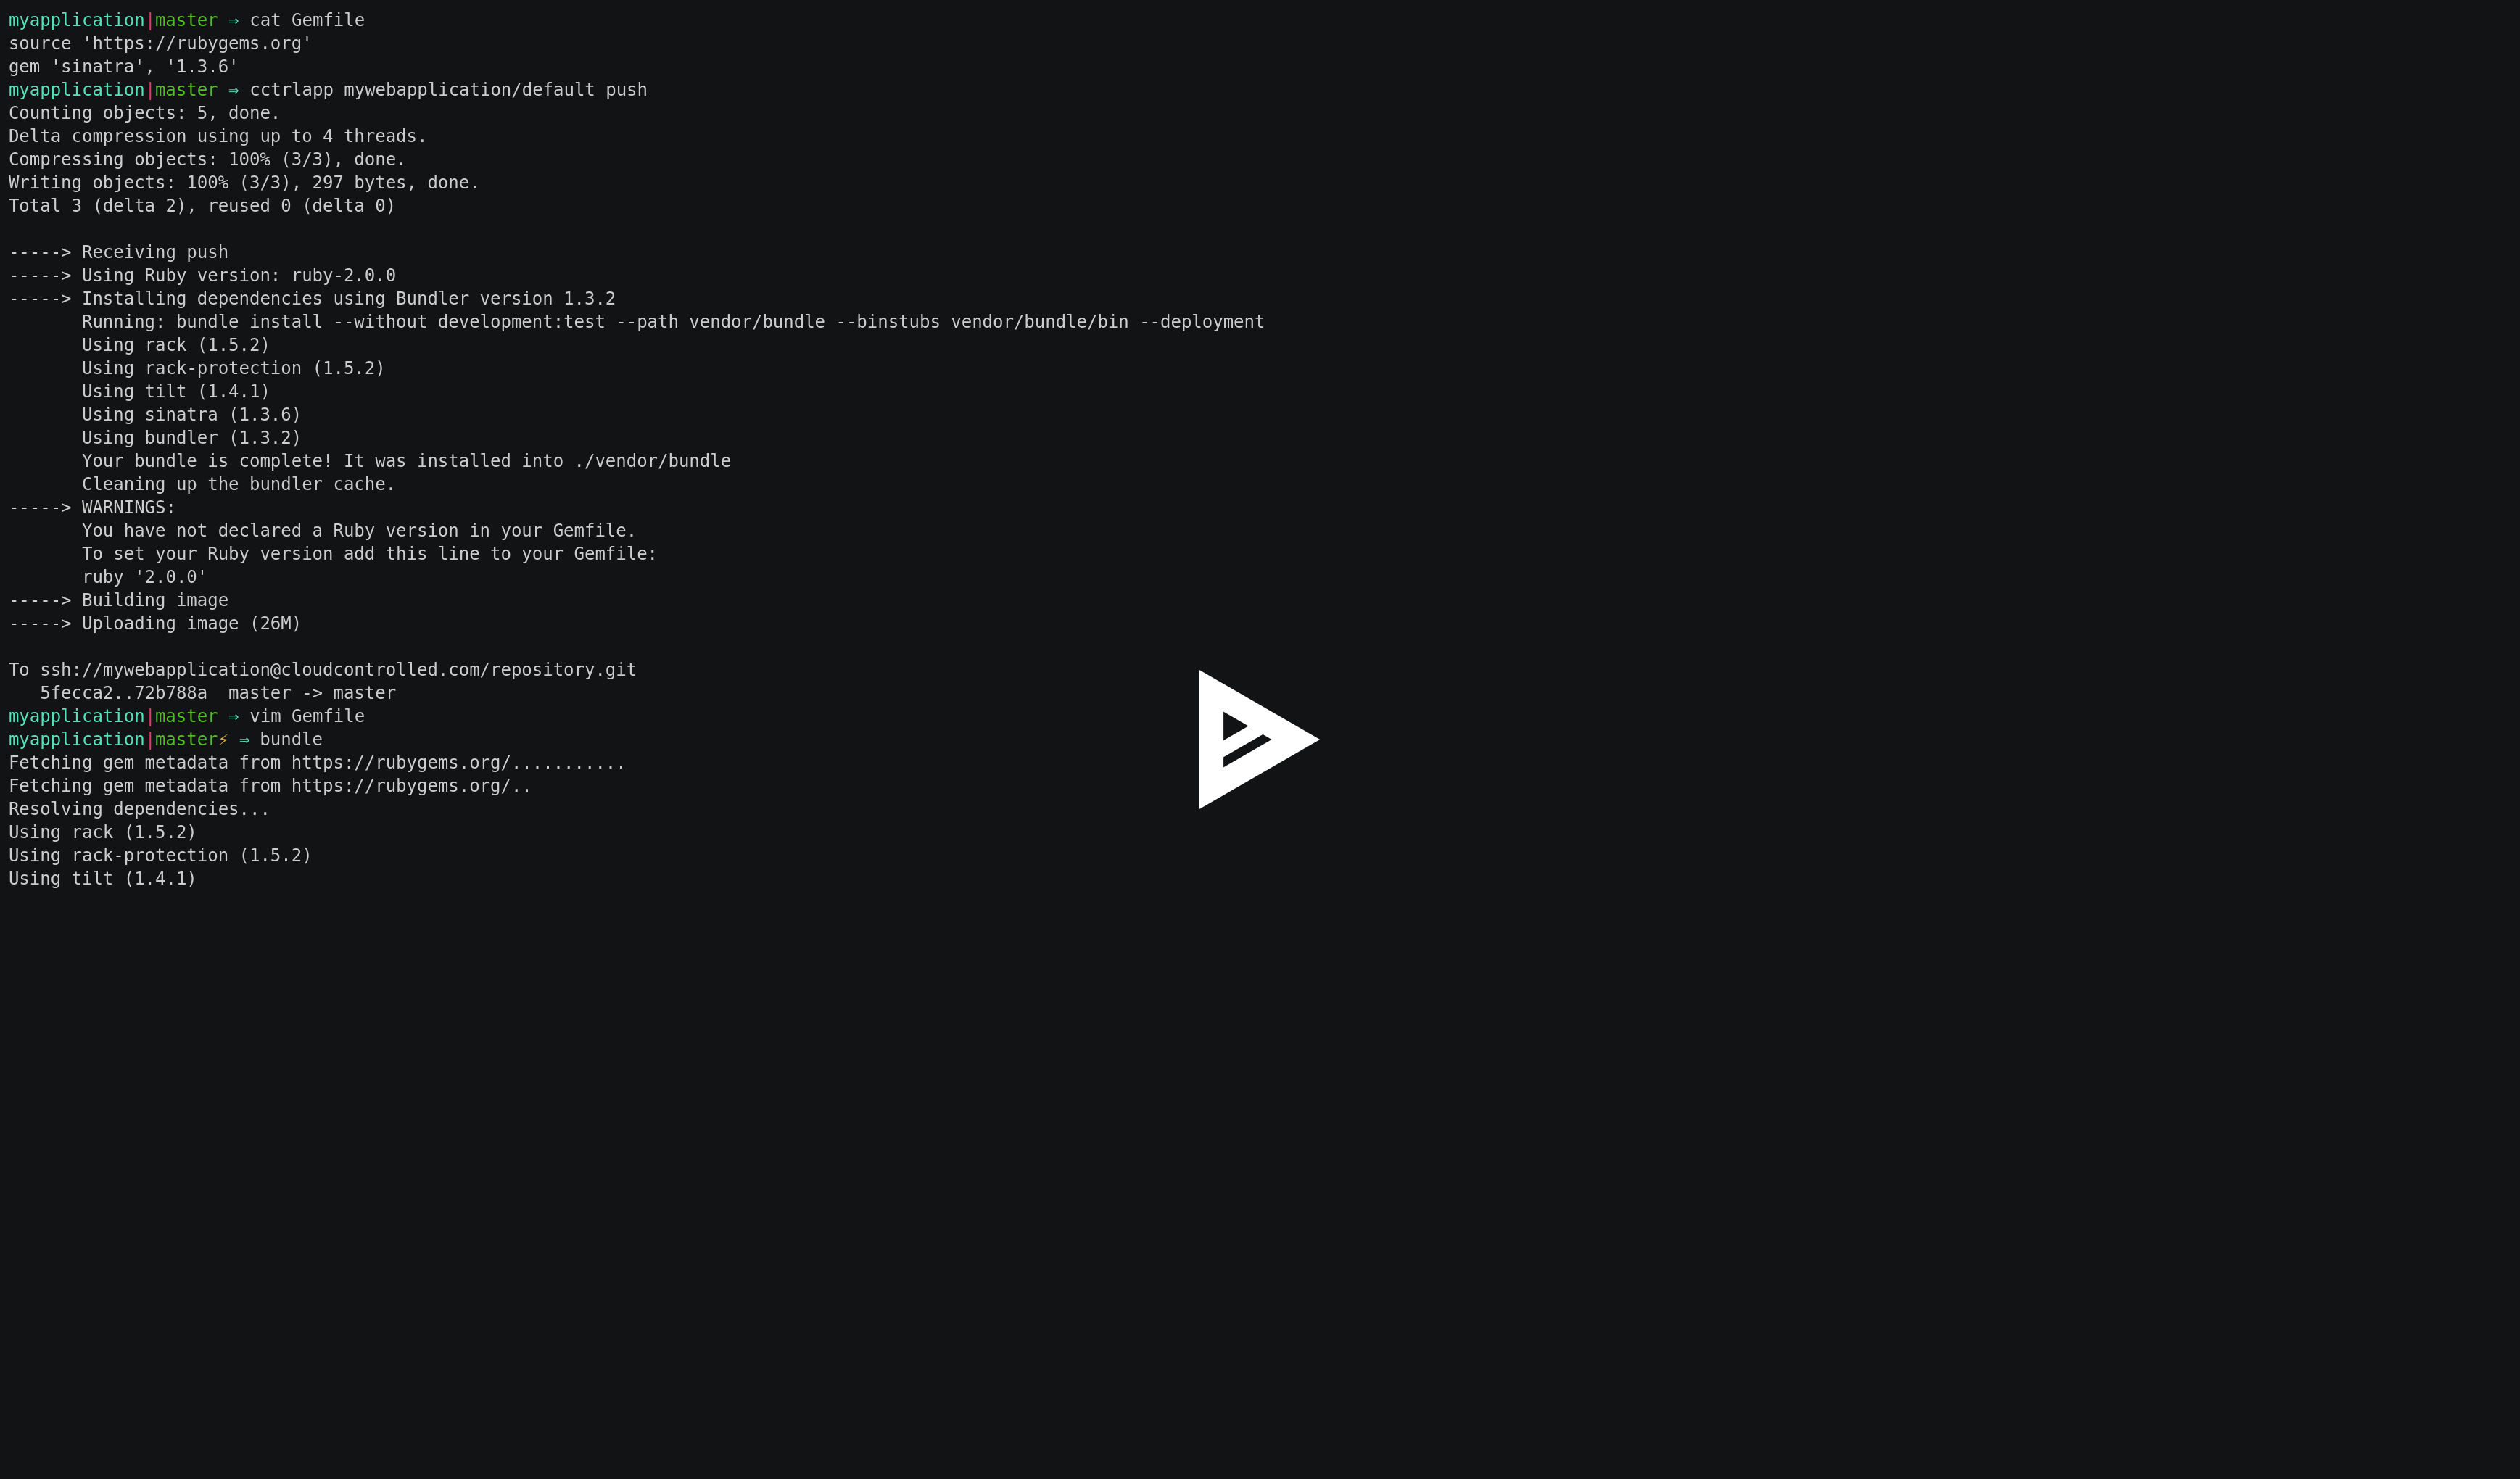 myapplication|master ⇒ cat Gemfile
source 'https://rubygems.org'
gem 'sinatra', '1.3.6'
myapplication|master ⇒ cctrlapp mywebapplication/default push
Counting objects: 5, done.
Delta compression using up to 4 threads.
Compressing objects: 100% (3/3), done.
Writing objects: 100% (3/3), 297 bytes, done.
Total 3 (delta 2), reused 0 (delta 0)

-----> Receiving push
-----> Using Ruby version: ruby-2.0.0
-----> Installing dependencies using Bundler version 1.3.2
       Running: bundle install --without development:test --path vendor/bundle --binstubs vendor/bundle/bin --deployment
       Using rack (1.5.2)
       Using rack-protection (1.5.2)
       Using tilt (1.4.1)
       Using sinatra (1.3.6)
       Using bundler (1.3.2)
       Your bundle is complete! It was installed into ./vendor/bundle
       Cleaning up the bundler cache.
-----> WARNINGS:
       You have not declared a Ruby version in your Gemfile.
       To set your Ruby version add this line to your Gemfile:
       ruby '2.0.0'
-----> Building image
-----> Uploading image (26M)

To ssh://mywebapplication@cloudcontrolled.com/repository.git
   5fecca2..72b788a  master -> master
myapplication|master ⇒ vim Gemfile
myapplication|master⚡ ⇒ bundle
Fetching gem metadata from https://rubygems.org/...........
Fetching gem metadata from https://rubygems.org/..
Resolving dependencies...
Using rack (1.5.2)
Using rack-protection (1.5.2)
Using tilt (1.4.1)